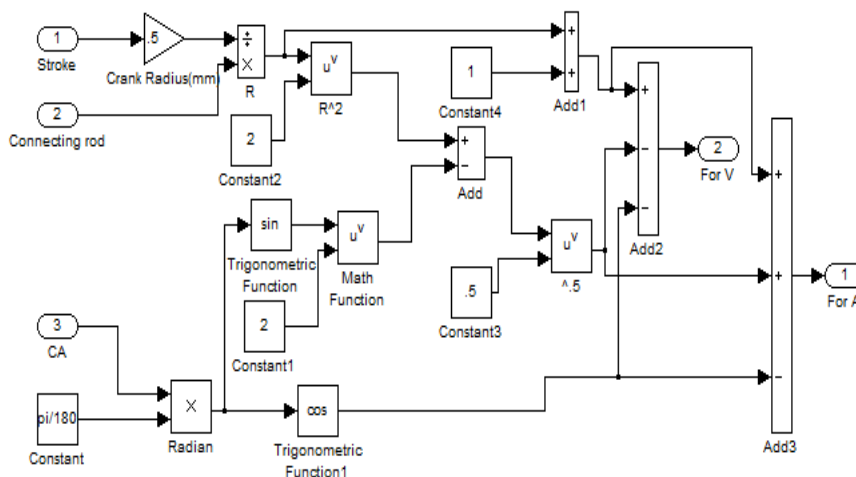 1
Stroke
.5
Crank Radius(mm)
÷
×
R
2
Connecting rod
u^v
R^2
2
Constant2
1
Constant4
+
+
Add1
+
−
Add
+
−
−
Add2
2
For V
sin
Trigonometric
Function
u^v
Math
Function
2
Constant1
.5
Constant3
u^v
^.5
+
+
−
Add3
1
For A
3
CA
pi/180
Constant
×
Radian
cos
Trigonometric
Function1